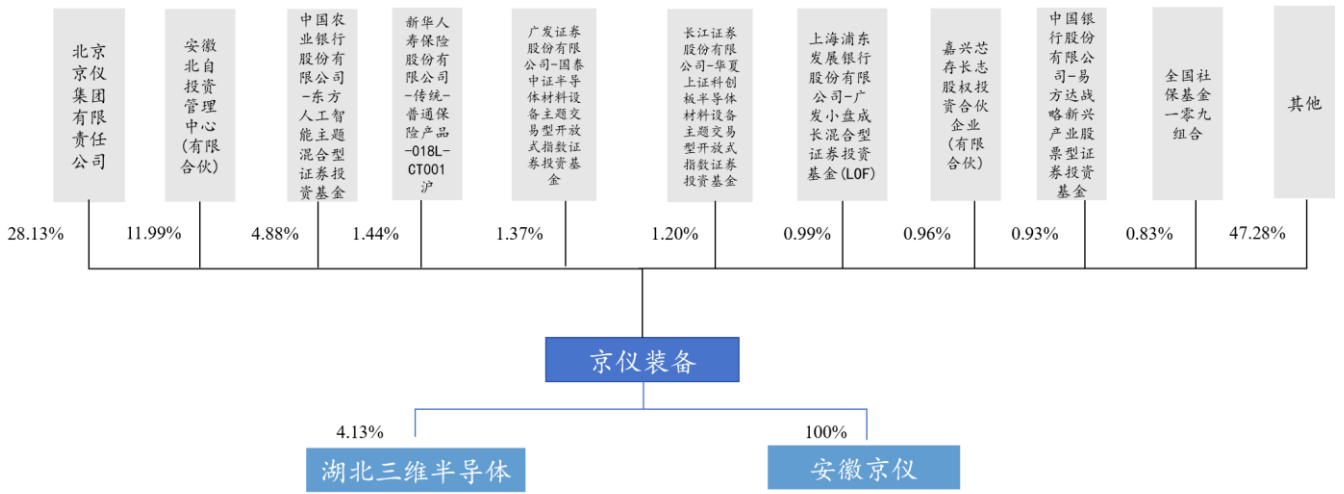 北京
京仪
集团
有限
责任
公司
安徽
北自
投资
管理
中心
(有限
合伙)
中国农
业银行
股份有
限公司
-东方
人工智
能主题
混合型
证券投
资基金
新华人
寿保险
股份有
限公司
-传统-
普通保
险产品
-018L-
CT001
沪
广发证券
股份有限
公司-国泰
中证半导
体材料设
备主题交
易型开放
式指数证
券投资基
金
长江证券
股份有限
公司-华夏
上证科创
板半导体
材料设备
主题交易
型开放式
指数证券
投资基金
上海浦东
发展银行
股份有限
公司-广
发小盘成
长混合型
证券投资
基金(LOF)
嘉兴芯
存长志
股权投
资合伙
企业
(有限
合伙)
中国银
行股份
有限公
司-易
方达战
略新兴
产业股
票型证
券投资
基金
全国社
保基金
一零九
组合
其他
28.13%
11.99%
4.88%
1.44%
1.37%
1.20%
0.99%
0.96%
0.93%
0.83%
47.28%
京仪装备
4.13%
100%
湖北三维半导体
安徽京仪